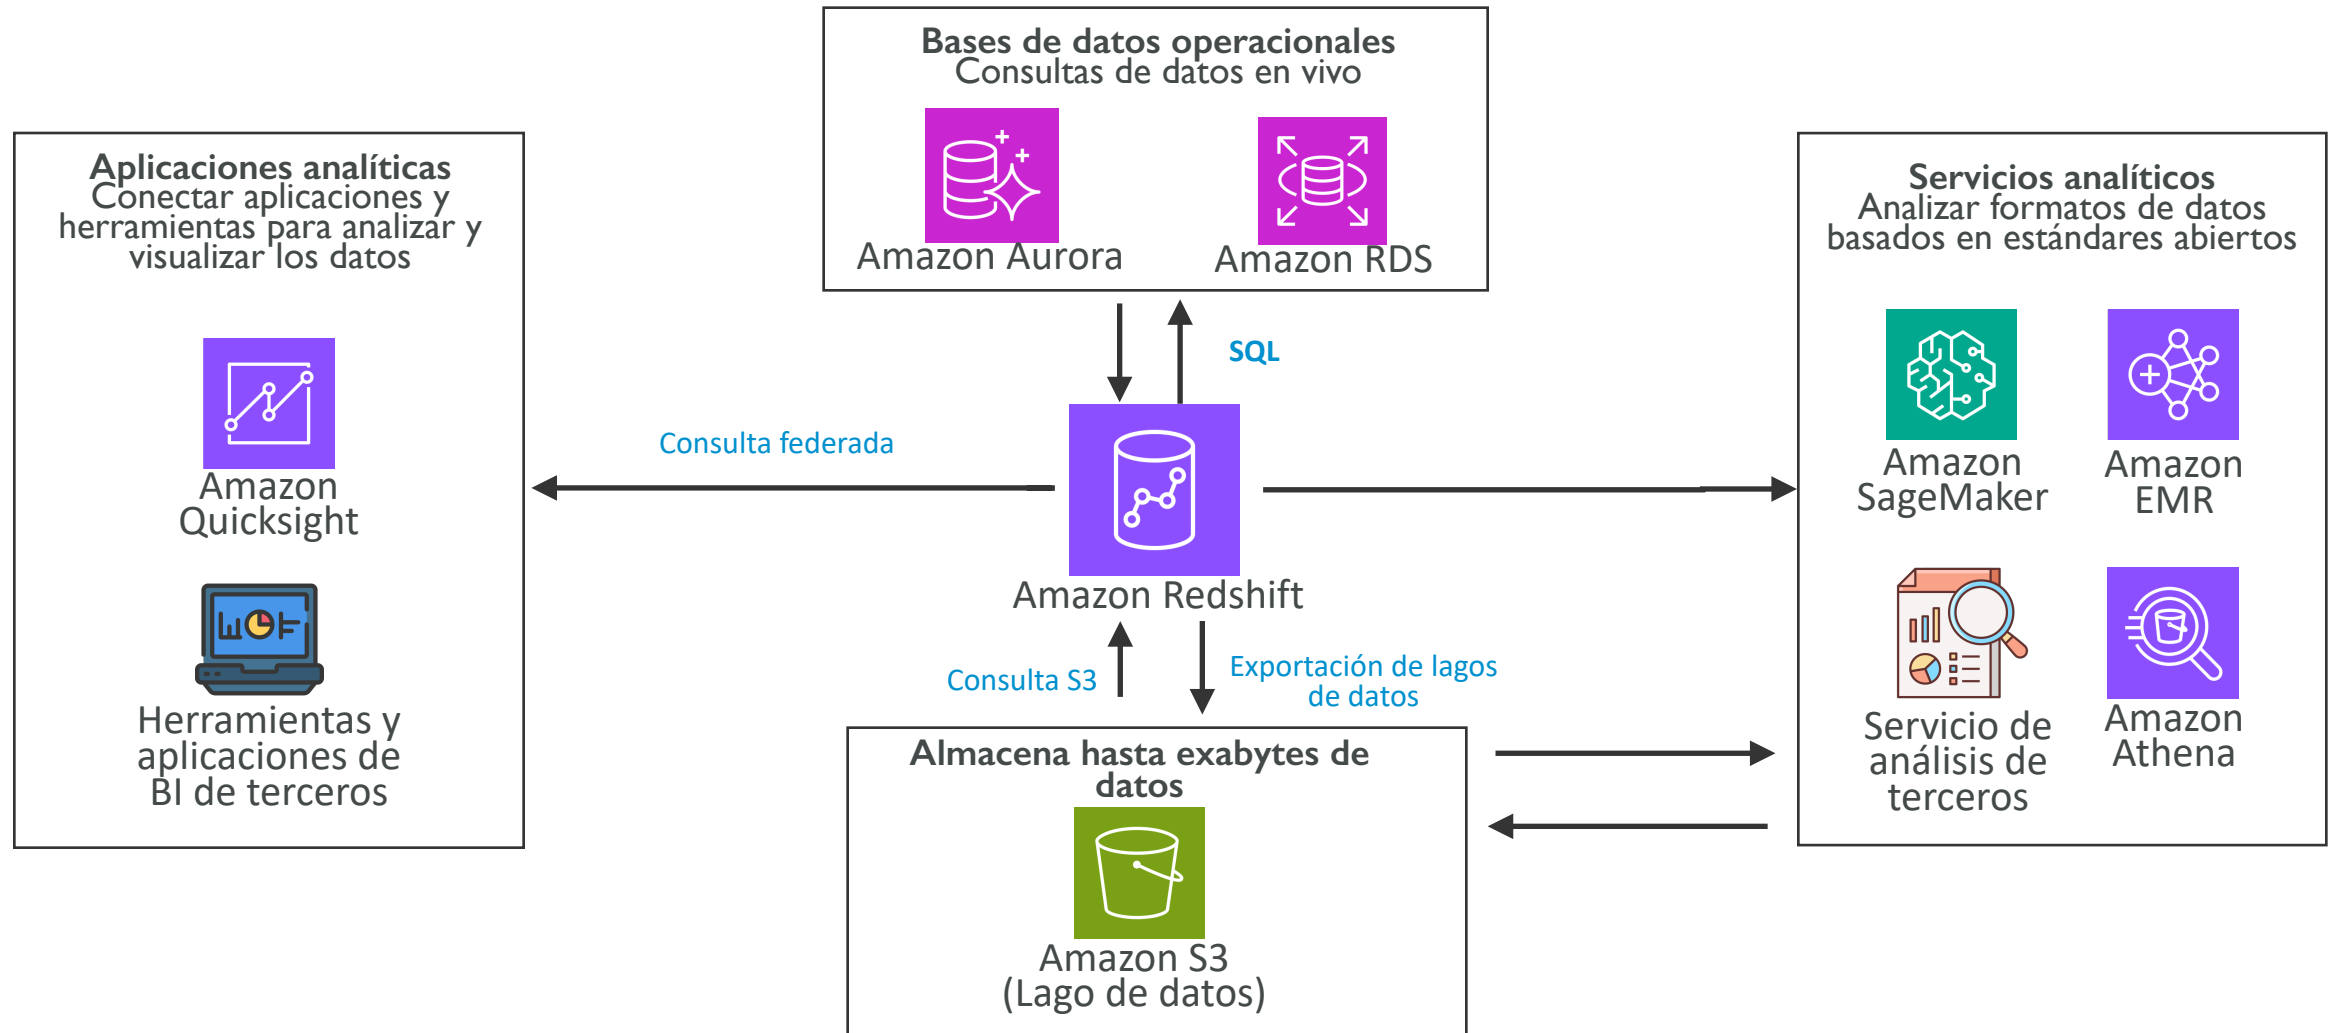 Bases de datos operacionales
Consultas de datos en vivo
Amazon Aurora
Amazon RDS
Aplicaciones analíticas
Conectar aplicaciones y
herramientas para analizar y
visualizar los datos
Amazon
Quicksight
Herramientas y
aplicaciones de
BI de terceros
SQL
Consulta federada
Amazon Redshift
Consulta S3
Exportación de lagos
de datos
Almacena hasta exabytes de
datos
Amazon S3
(Lago de datos)
Servicios analíticos
Analizar formatos de datos
basados en estándares abiertos
Amazon
SageMaker
Amazon
EMR
Servicio de
análisis de
terceros
Amazon
Athena